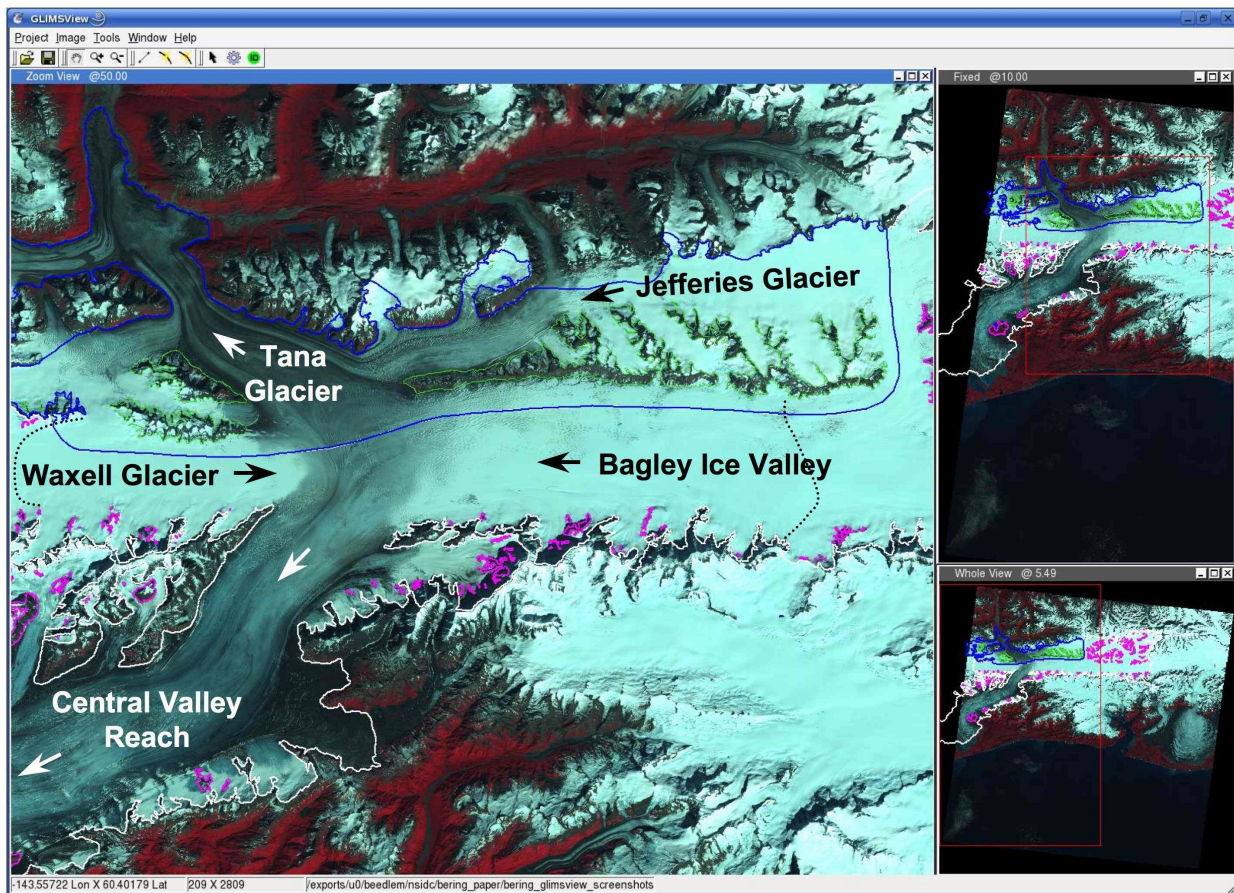 GLIMSView
Project Image Tools Window Help
ID
Zoom View @50.00
Jefferies Glacier
Tana
Glacier
Waxell Glacier
Bagley Ice Valley
Central Valley
Reach
Fixed @10.00
Whole View @ 5.49
-143.55722 Lon X 60.40179 Lat
209 X 2809
/exports/u0/beedlem/nsidc/bering_paper/bering_glimsview_screenshots